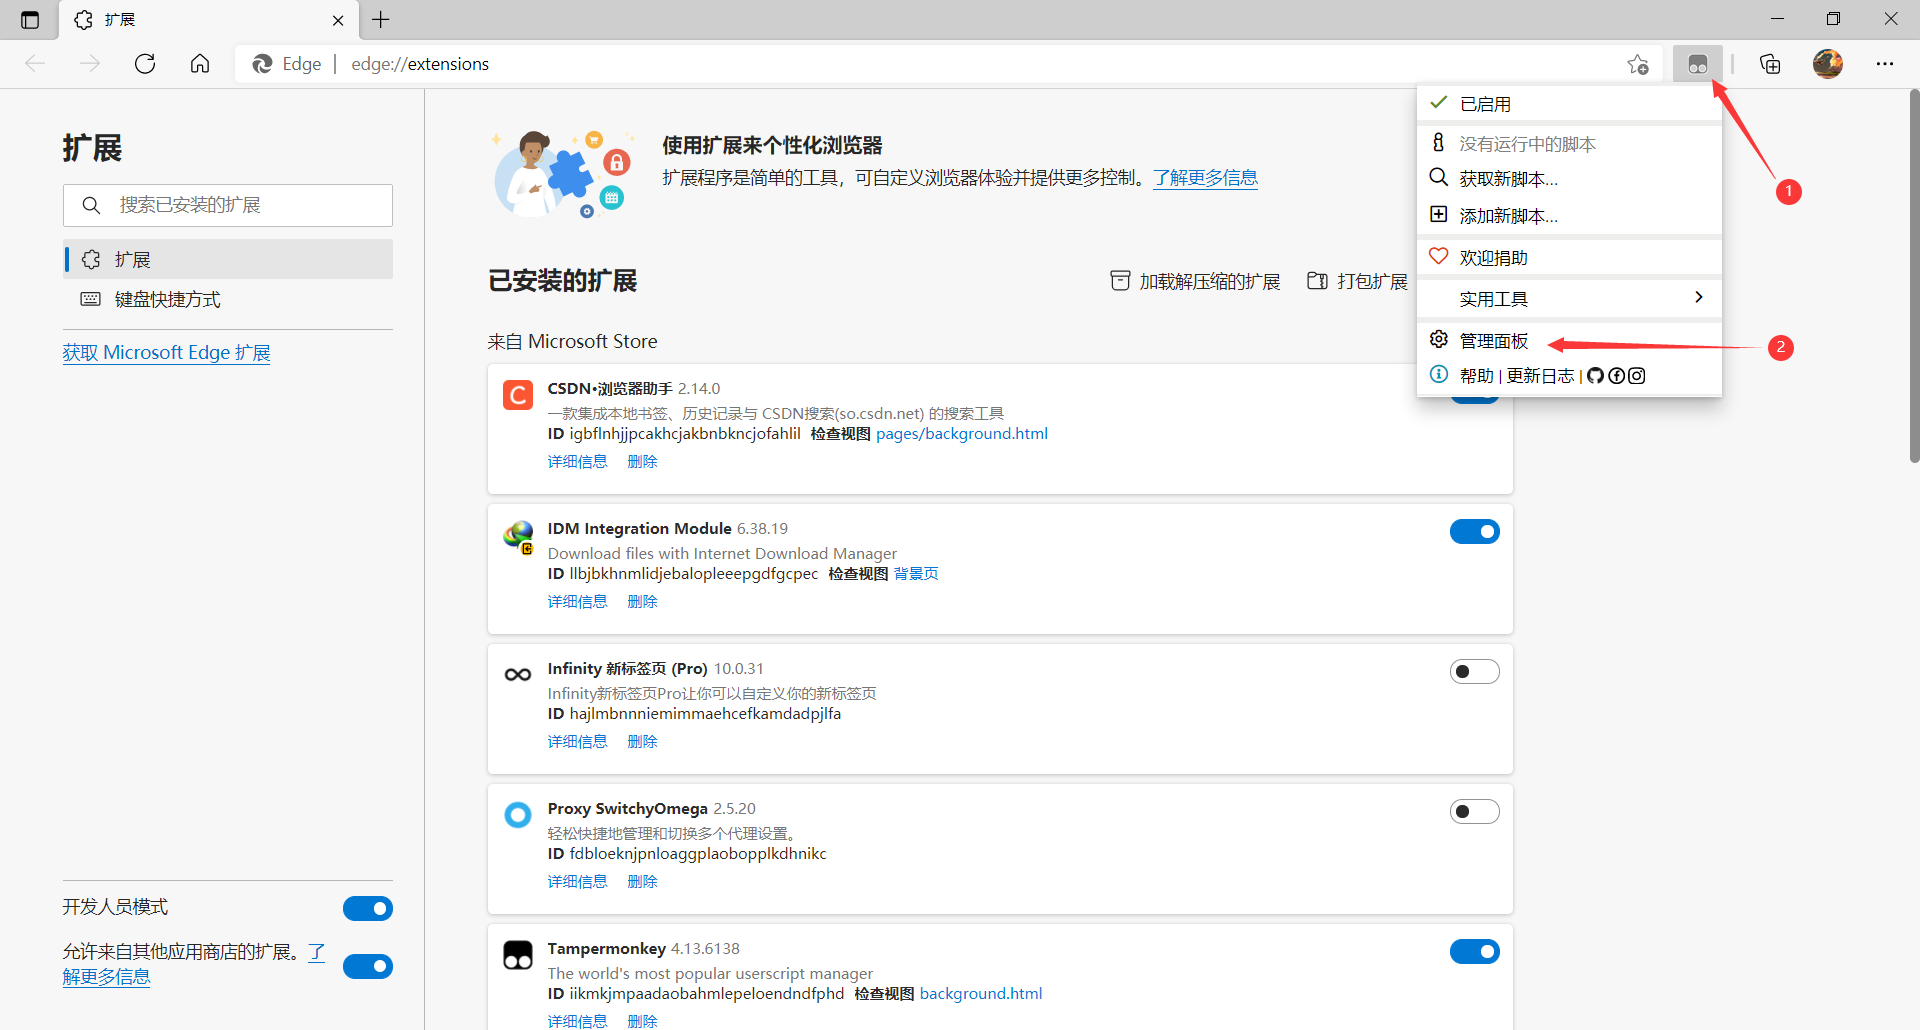 扩展
Edge | edge://extensions
扩展
搜索已安装的扩展
扩展
键盘快捷方式
获取 Microsoft Edge 扩展
开发人员模式
允许来自其他应用商店的扩展。了
解更多信息
使用扩展来个性化浏览器
扩展程序是简单的工具，可自定义浏览器体验并提供更多控制。了解更多信息
已安装的扩展
加载解压缩的扩展
打包扩展
来自 Microsoft Store
C
CSDN•浏览器助手 2.14.0
一款集成本地书签、历史记录与 CSDN搜索(so.csdn.net) 的搜索工具
ID igbflnhjjpcakhcjakbnbkncjofahlil 检查视图 pages/background.html
详细信息 删除
IDM Integration Module 6.38.19
Download files with Internet Download Manager
ID llbjbkhnmlidjebalopleeepgdfgcpec 检查视图 背景页
详细信息 删除
Infinity 新标签页 (Pro) 10.0.31
Infinity新标签页Pro让你可以自定义你的新标签页
ID hajlmbnnniemimmaehcefkamdadpjlfa
详细信息 删除
Proxy SwitchyOmega 2.5.20
轻松快捷地管理和切换多个代理设置。
ID fdbloeknjpnloaggplaobopplkdhnikc
详细信息 删除
Tampermonkey 4.13.6138
The world's most popular userscript manager
ID iikmkjmpaadaobahmlepeloendndfphd 检查视图 background.html
详细信息 删除
已启用
没有运行中的脚本
获取新脚本...
添加新脚本...
欢迎捐助
实用工具
管理面板
帮助 | 更新日志 |
1
2